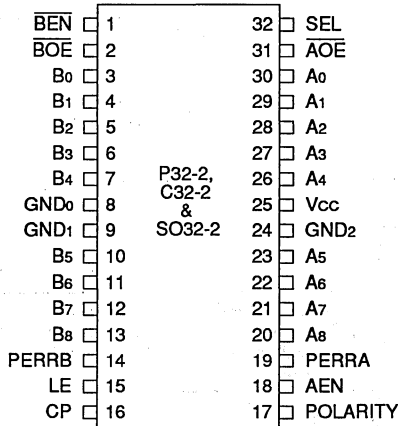 BEN 1 32 SEL
BOE 2 31 AOE
B0 3 30 A0
B1 4 29 A1
B2 5 28 A2
B3 6 27 A3
B4 7 P32-2, 26 A4
C32-2
GND0 8 & 25 Vcc
GND1 9 SO32-2 24 GND2
B5 10 23 A5
B6 11 22 A6
B7 12 21 A7
B8 13 20 A8
PERRB 14 19 PERRA
LE 15 18 AEN
CP 16 17 POLARITY